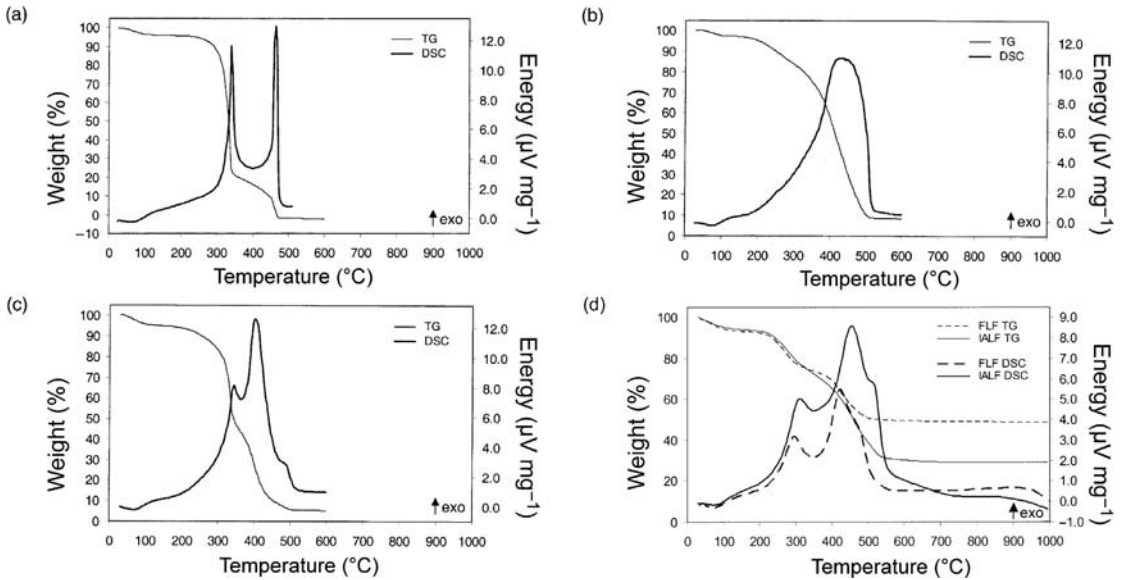 (a)
Weight (%)
100
90
80
70
60
50
40
30
20
10
0
−10
TG
DSC
12.0
10.0
8.0
6.0
4.0
2.0
0.0
Energy (µV mg⁻¹)
exo
0 100 200 300 400 500 600 700 800 900 1000
Temperature (°C)
(b)
Weight (%)
100
90
80
70
60
50
40
30
20
10
0
TG
DSC
12.0
10.0
8.0
6.0
4.0
2.0
0.0
Energy (µV mg⁻¹)
exo
0 100 200 300 400 500 600 700 800 900 1000
Temperature (°C)
(c)
Weight (%)
100
90
80
70
60
50
40
30
20
10
0
TG
DSC
12.0
10.0
8.0
6.0
4.0
2.0
0.0
Energy (µV mg⁻¹)
exo
0 100 200 300 400 500 600 700 800 900 1000
Temperature (°C)
(d)
Weight (%)
100
80
60
40
20
0
FLF TG
IALF TG
FLF DSC
IALF DSC
9.0
8.0
7.0
6.0
5.0
4.0
3.0
2.0
1.0
0.0
−1.0
Energy (µV mg⁻¹)
exo
0 100 200 300 400 500 600 700 800 900 1000
Temperature (°C)